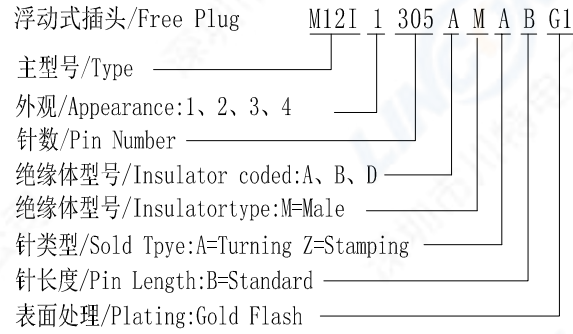 浮动式插头/Free Plug M12I 1 305 A M A B G1
主型号/Type
外观/Appearance:1、2、3、4
针数/Pin Number
绝缘体型号/Insulator coded:A、B、D
绝缘体型号/Insulatortype:M=Male
针类型/Sold Tpye:A=Turning Z=Stamping
针长度/Pin Length:B=Standard
表面处理/Plating:Gold Flash